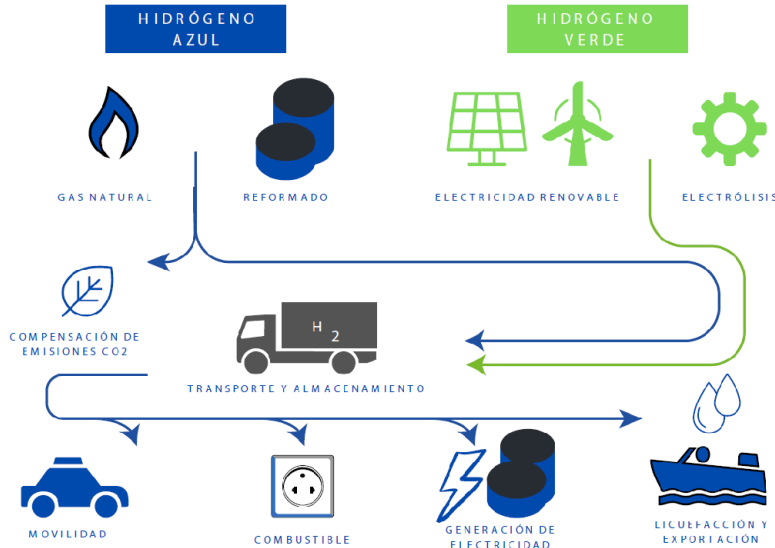 HIDRÓGENO
AZUL
HIDRÓGENO
VERDE
GAS NATURAL
REFORMADO
ELECTRICIDAD RENOVABLE
ELECTRÓLISIS
COMPENSACIÓN DE
EMISIONES CO2
H2
TRANSPORTE Y ALMACENAMIENTO
MOVILIDAD
COMBUSTIBLE
GENERACIÓN DE
ELECTRICIDAD
LICUEFACCIÓN Y
EXPORTACIÓN